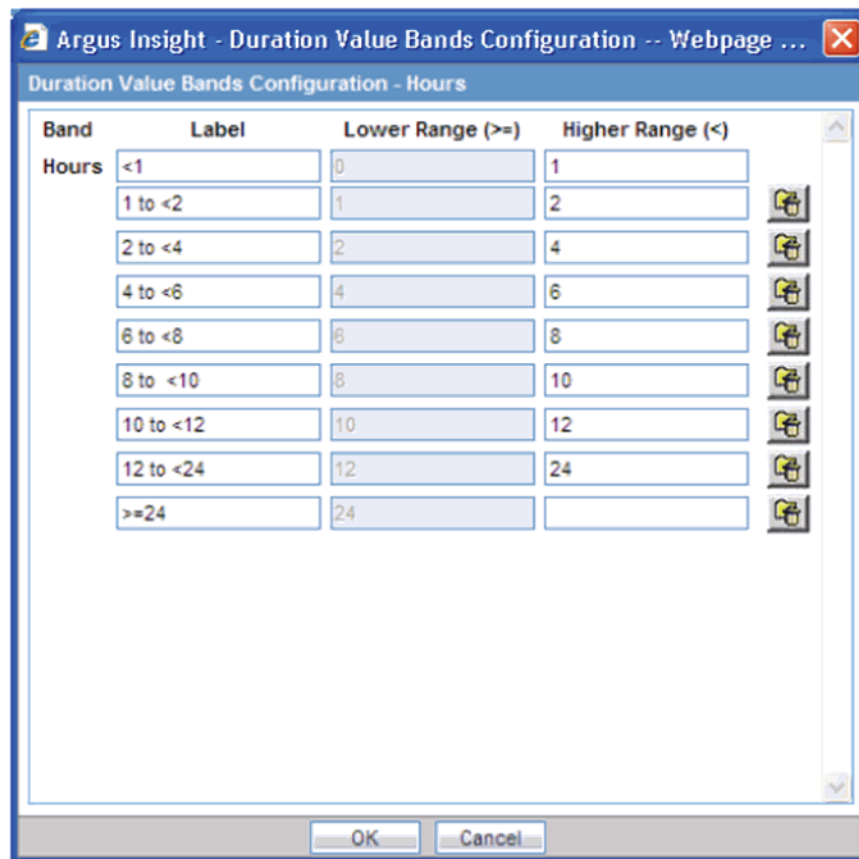 Argus Insight - Duration Value Bands Configuration -- Webpage ...
Duration Value Bands Configuration - Hours
Band Label Lower Range (>=) Higher Range (<)
Hours <1 0 1
1 to <2 1 2
2 to <4 2 4
4 to <6 4 6
6 to <8 6 8
8 to  <10 8 10
10 to <12 10 12
12 to <24 12 24
>=24 24
OK Cancel